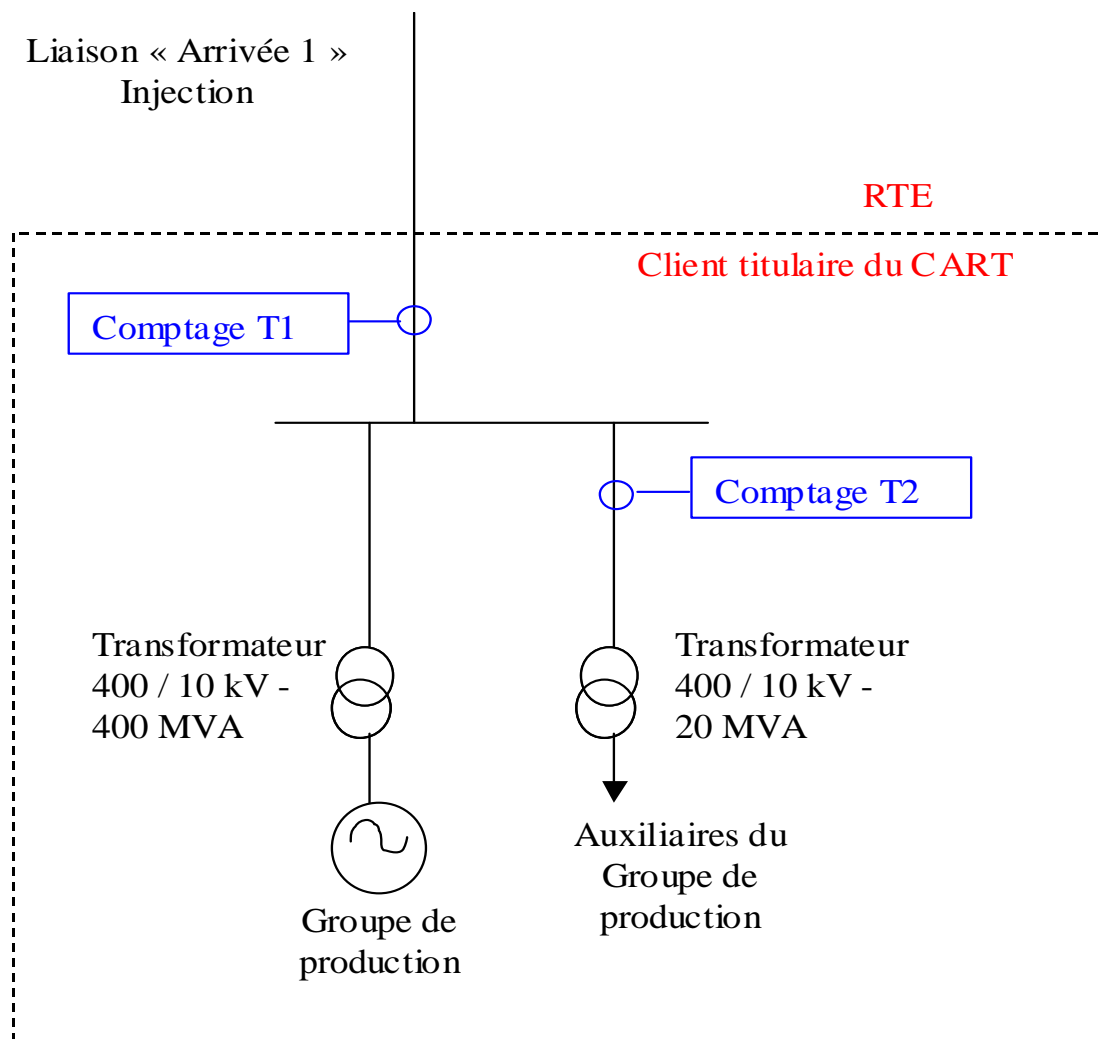 Liaison « Arrivée 1 »
Injection
RTE
Client titulaire du CART
Comptage T1
Comptage T2
Transformateur
400 / 10 kV -
400 MVA
Transformateur
400 / 10 kV -
20 MVA
Groupe de
production
Auxiliaires du
Groupe de
production